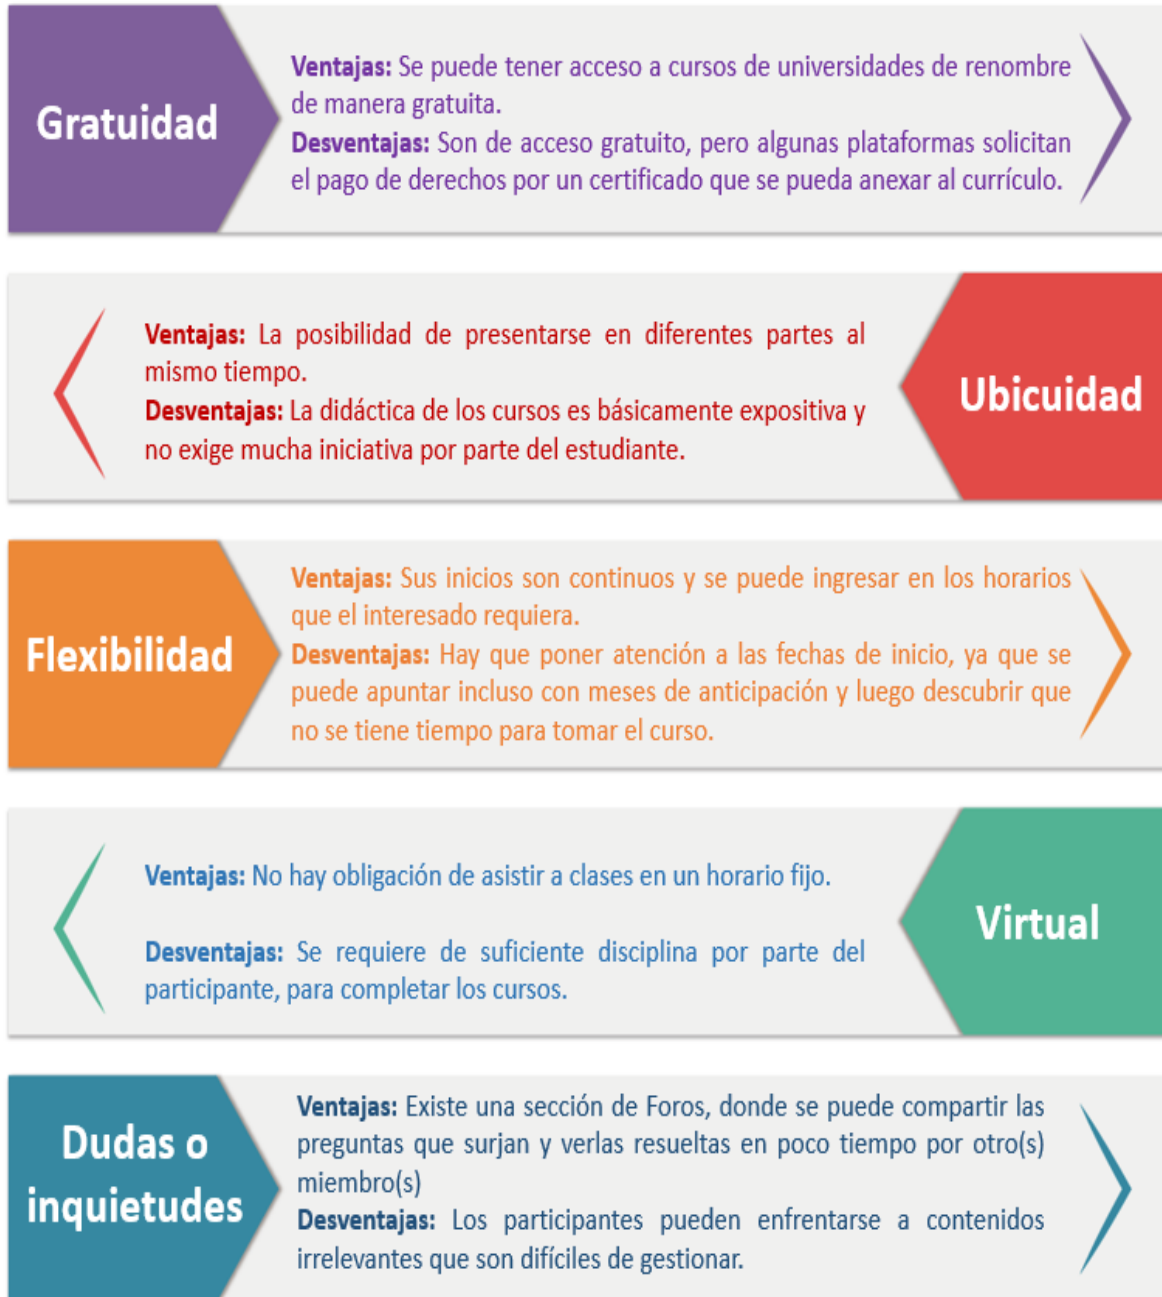 Gratuidad
Ventajas: Se puede tener acceso a cursos de universidades de renombre
de manera gratuita.
Desventajas: Son de acceso gratuito, pero algunas plataformas solicitan
el pago de derechos por un certificado que se pueda anexar al currículo.
Ventajas: La posibilidad de presentarse en diferentes partes al
mismo tiempo.
Desventajas: La didáctica de los cursos es básicamente expositiva y
no exige mucha iniciativa por parte del estudiante.
Ubicuidad
Flexibilidad
Ventajas: Sus inicios son continuos y se puede ingresar en los horarios
que el interesado requiera.
Desventajas: Hay que poner atención a las fechas de inicio, ya que se
puede apuntar incluso con meses de anticipación y luego descubrir que
no se tiene tiempo para tomar el curso.
Ventajas: No hay obligación de asistir a clases en un horario fijo.
Desventajas: Se requiere de suficiente disciplina por parte del
participante, para completar los cursos.
Virtual
Dudas o
inquietudes
Ventajas: Existe una sección de Foros, donde se puede compartir las
preguntas que surjan y verlas resueltas en poco tiempo por otro(s)
miembro(s)
Desventajas: Los participantes pueden enfrentarse a contenidos
irrelevantes que son difíciles de gestionar.